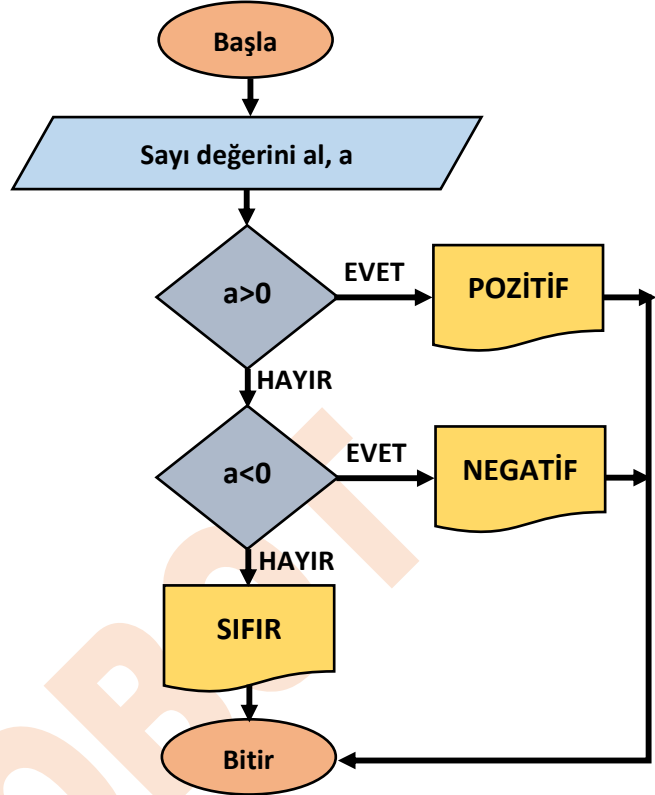 Başla
Sayı değerini al, a
a>0
EVET
POZİTİF
HAYIR
a<0
EVET
NEGATİF
HAYIR
SIFIR
Bitir